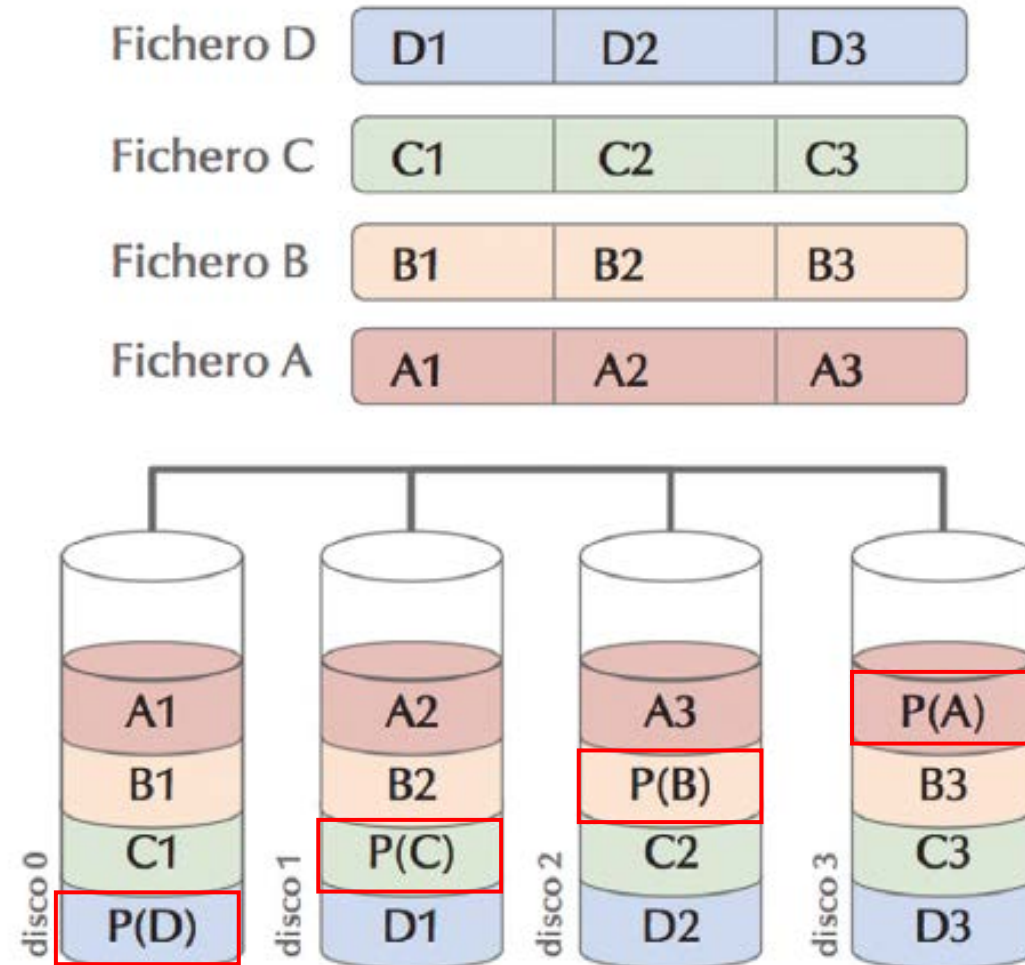 Fichero D D1 D2 D3
Fichero C C1 C2 C3
Fichero B B1 B2 B3
Fichero A A1 A2 A3
A1 A2 A3 P(A)
B1 B2 P(B) B3
C1 P(C) C2 C3
P(D) D1 D2 D3
disco 0 disco 1 disco 2 disco 3